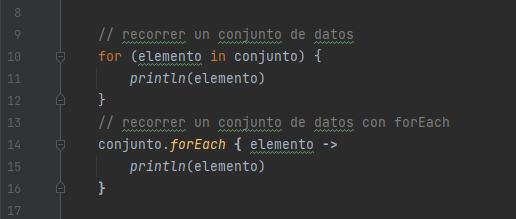 8
9 // recorrer un conjunto de datos
10 for (elemento in conjunto) {
11 println(elemento)
12 }
13 // recorrer un conjunto de datos con forEach
14 conjunto.forEach { elemento ->
15 println(elemento)
16 }
17